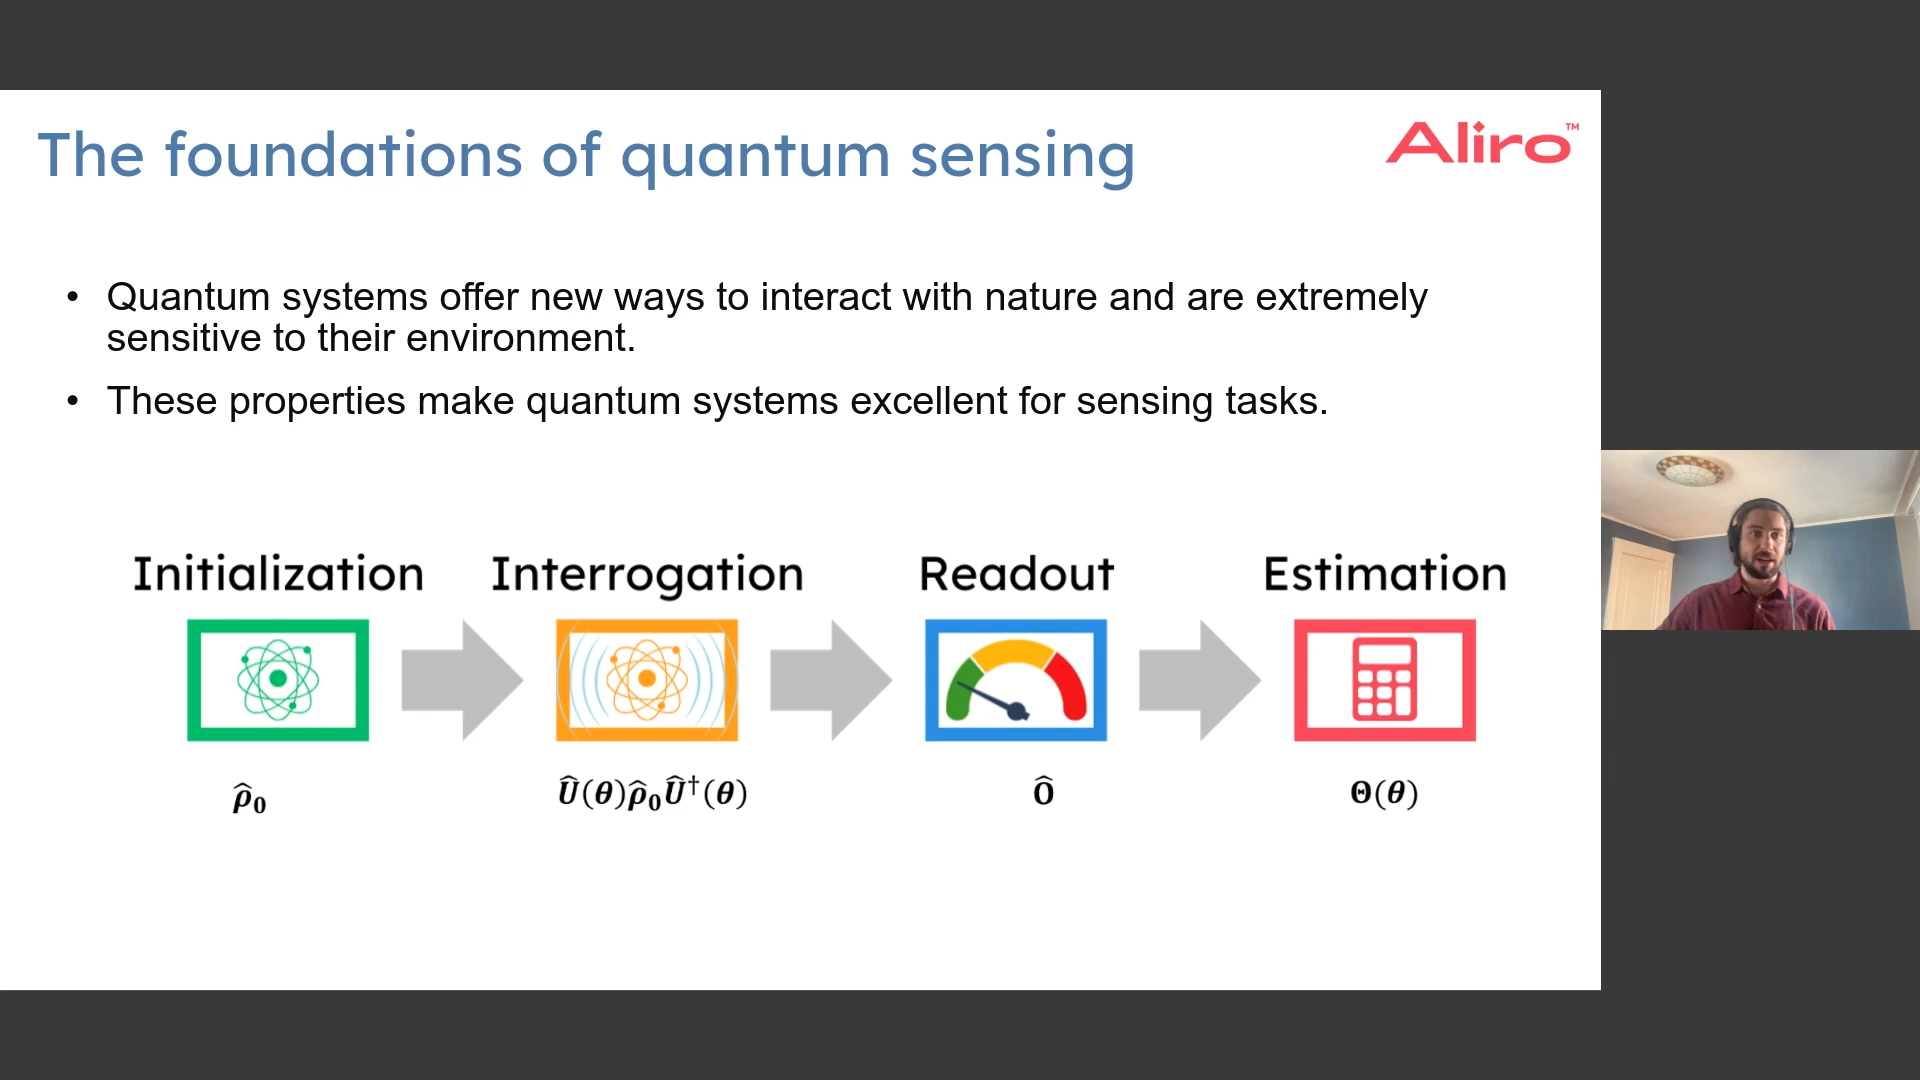 The foundations of quantum sensing
Aliro™
• Quantum systems offer new ways to interact with nature and are extremely
sensitive to their environment.
• These properties make quantum systems excellent for sensing tasks.
Initialization Interrogation Readout Estimation
ρ̂₀ Û(θ)ρ̂₀Û†(θ) Ô Θ(θ)